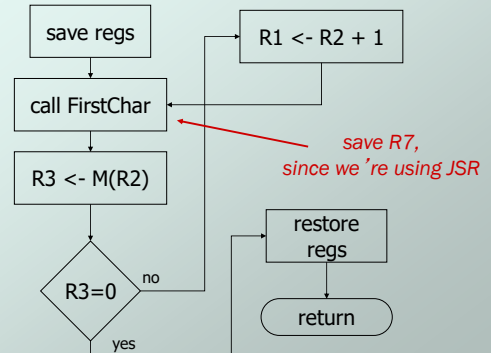 save regs
R1 <- R2 + 1
call FirstChar
save R7,
since we're using JSR
R3 <- M(R2)
restore
regs
no
R3=0
return
yes